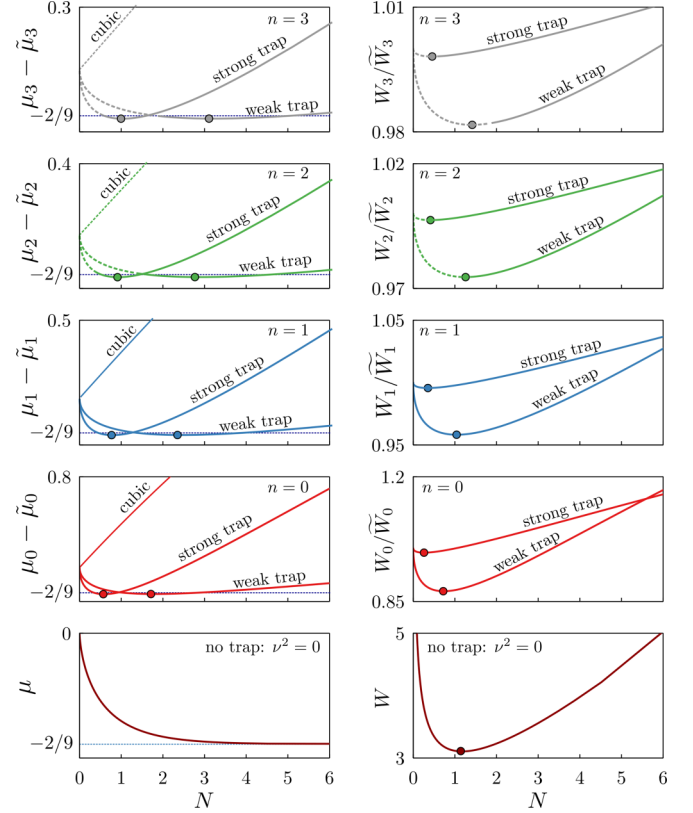 0.3
cubic
n = 3
strong trap
weak trap
−2/9
μ₃ − μ̃₃
1.01
n = 3
strong trap
weak trap
0.98
W₃/W̃₃
0.4
cubic
n = 2
strong trap
weak trap
−2/9
μ₂ − μ̃₂
1.02
n = 2
strong trap
weak trap
0.97
W₂/W̃₂
0.5
cubic
n = 1
strong trap
weak trap
−2/9
μ₁ − μ̃₁
1.05
n = 1
strong trap
weak trap
0.95
W₁/W̃₁
0.8
cubic
n = 0
strong trap
weak trap
−2/9
μ₀ − μ̃₀
1.2
n = 0
strong trap
weak trap
0.85
W₀/W̃₀
0
no trap: ν² = 0
−2/9
μ
0 1 2 3 4 5 6
N
5
no trap: ν² = 0
3
W
0 1 2 3 4 5 6
N